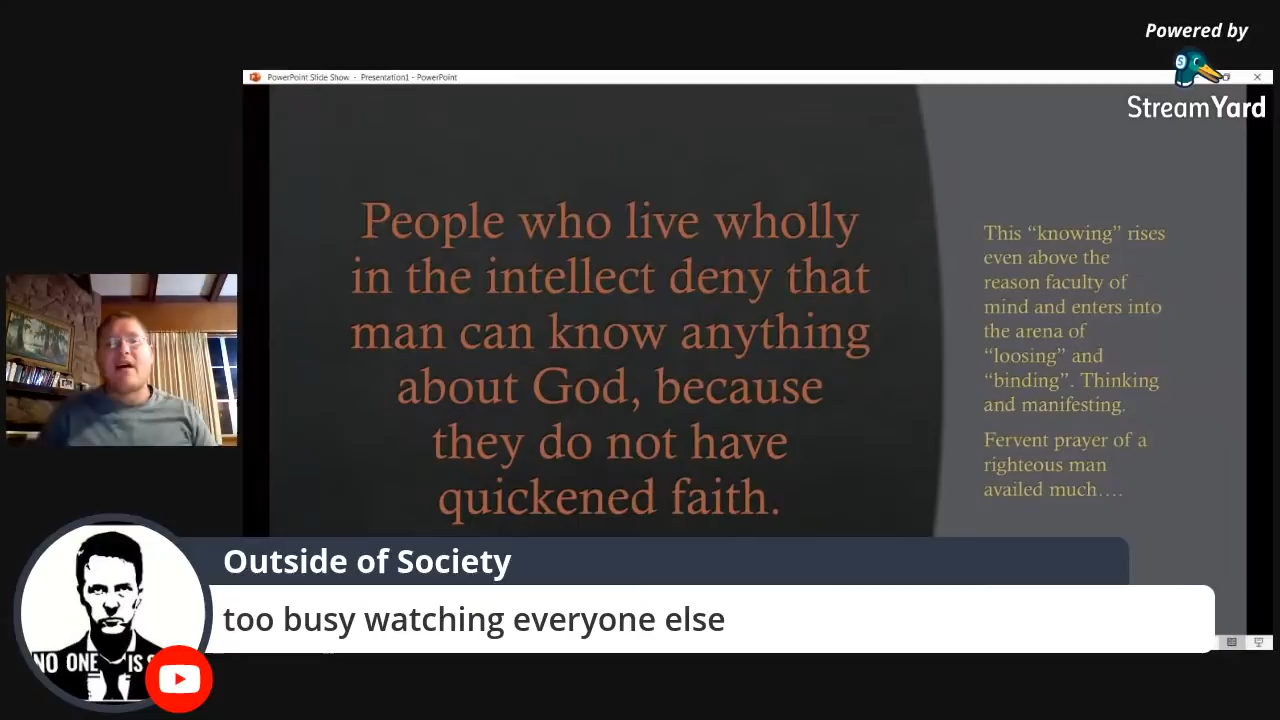 Powered by
StreamYard
PowerPoint Slide Show - Presentation1 - PowerPoint
People who live wholly
in the intellect deny that
man can know anything
about God, because
they do not have
quickened faith.
This “knowing” rises
even above the
reason faculty of
mind and enters into
the arena of
“loosing” and
“binding”. Thinking
and manifesting.
Fervent prayer of a
righteous man
availed much….
Outside of Society
too busy watching everyone else
NO ONE IS